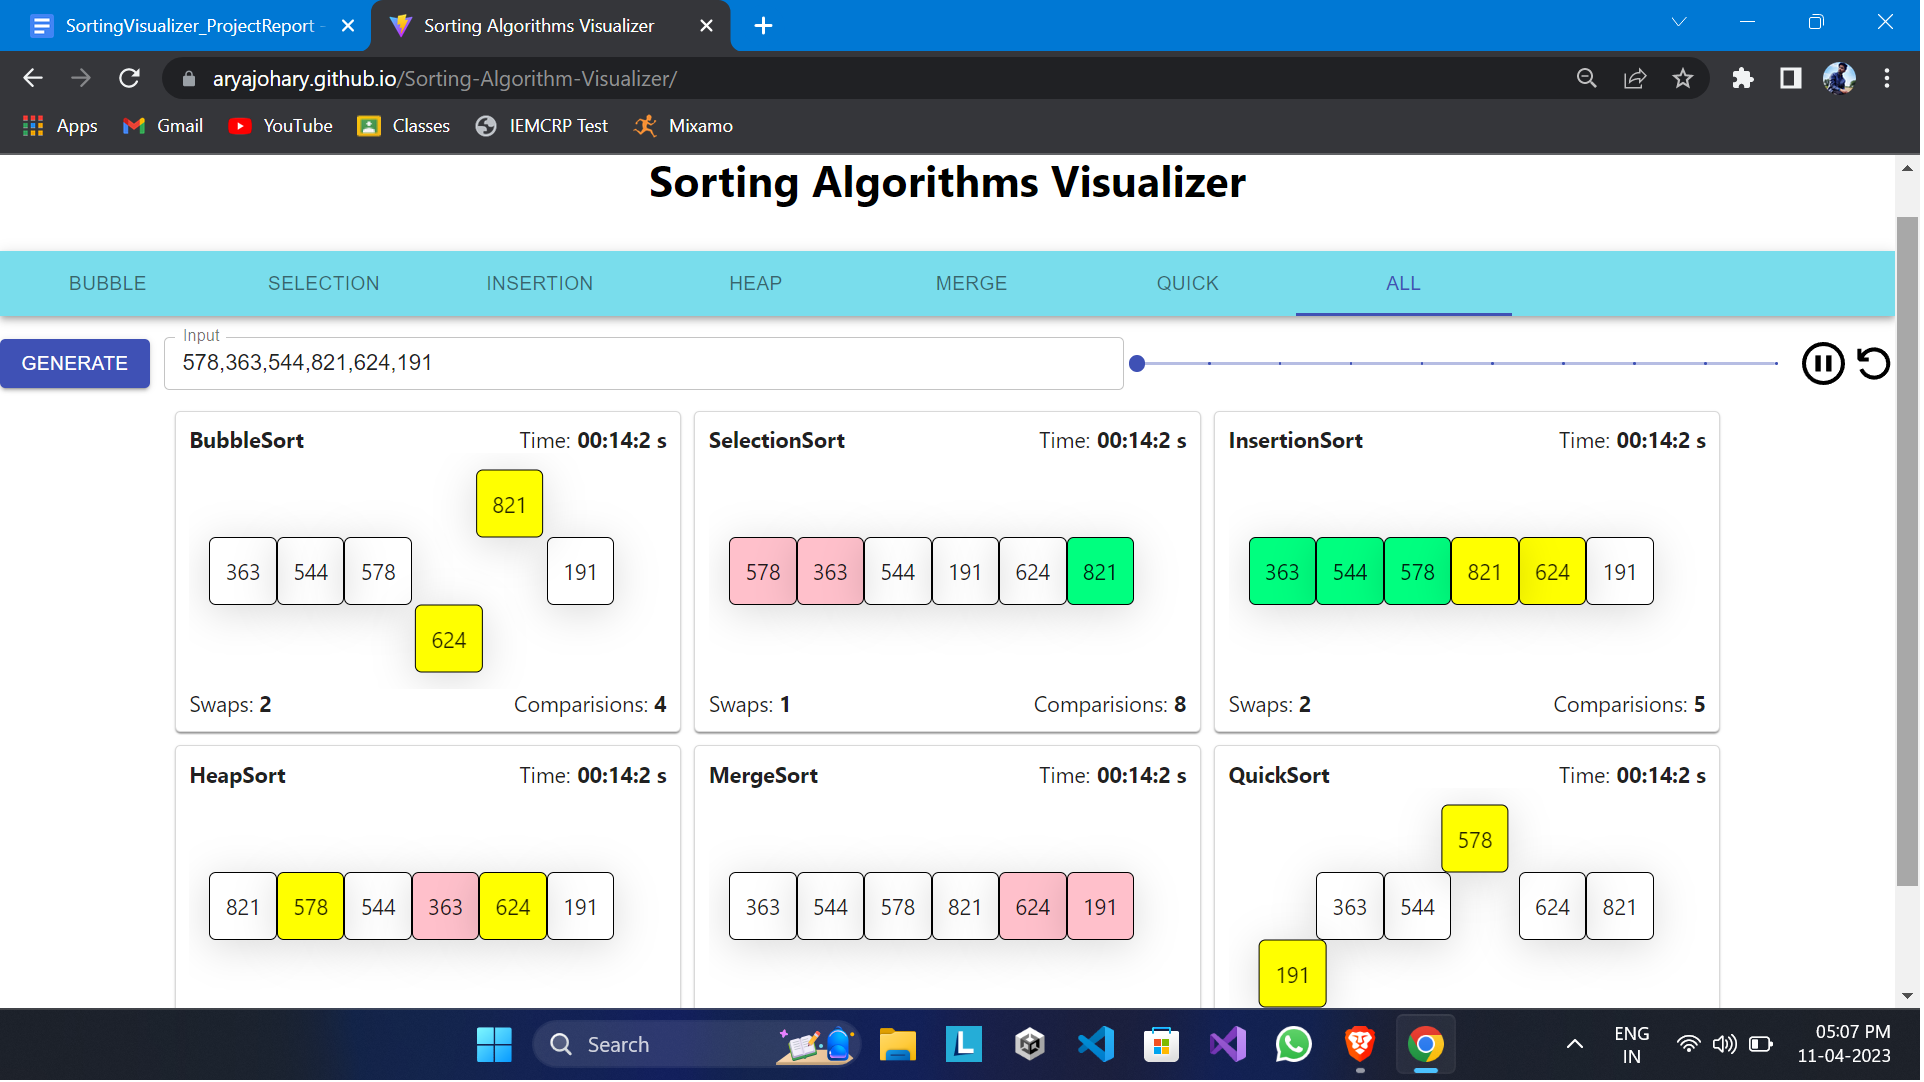 SortingVisualizer_ProjectReport -
Sorting Algorithms Visualizer
aryajohary.github.io/Sorting-Algorithm-Visualizer/
Apps Gmail YouTube Classes IEMCRP Test Mixamo
Sorting Algorithms Visualizer
BUBBLE SELECTION INSERTION HEAP MERGE QUICK ALL
Input
GENERATE 578,363,544,821,624,191
BubbleSort Time: 00:14:2 s
821
363 544 578 191
624
Swaps: 2 Comparisions: 4
SelectionSort Time: 00:14:2 s
578 363 544 191 624 821
Swaps: 1 Comparisions: 8
InsertionSort Time: 00:14:2 s
363 544 578 821 624 191
Swaps: 2 Comparisions: 5
HeapSort Time: 00:14:2 s
821 578 544 363 624 191
MergeSort Time: 00:14:2 s
363 544 578 821 624 191
QuickSort Time: 00:14:2 s
578
363 544 624 821
191
Search
L
ENG
IN
05:07 PM
11-04-2023